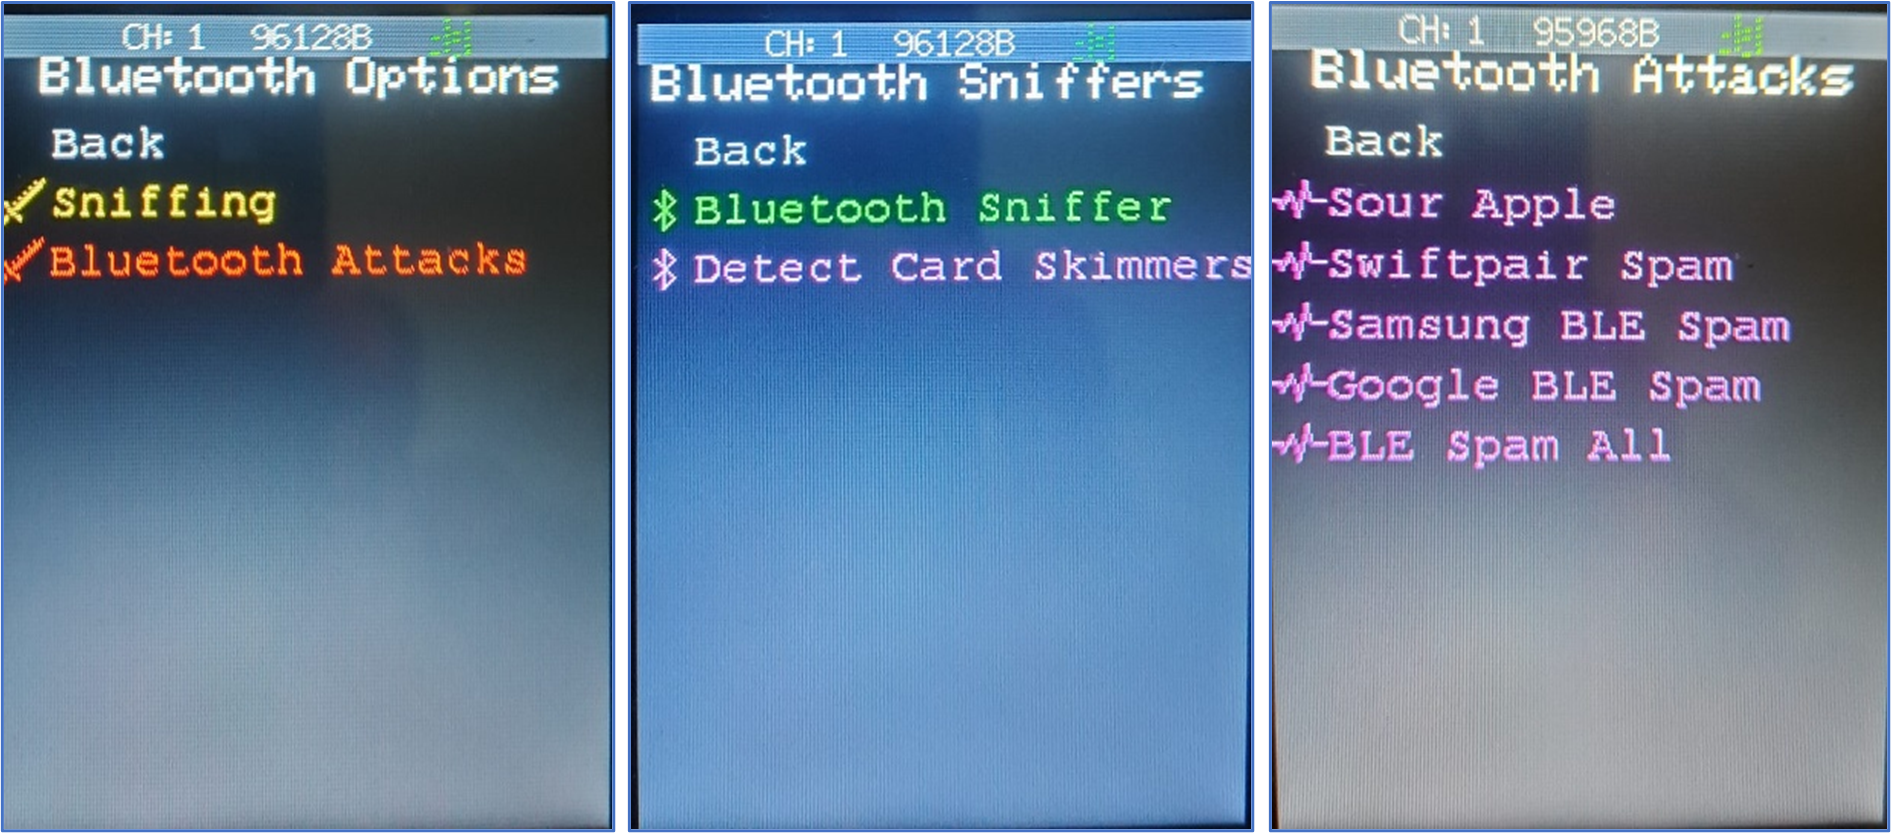 CH: 1 96128B
Bluetooth Options
Back
Sniffing
Bluetooth Attacks
CH: 1 96128B
Bluetooth Sniffers
Back
Bluetooth Sniffer
Detect Card Skimmers
CH: 1 95968B
Bluetooth Attacks
Back
Sour Apple
Swiftpair Spam
Samsung BLE Spam
Google BLE Spam
BLE Spam All